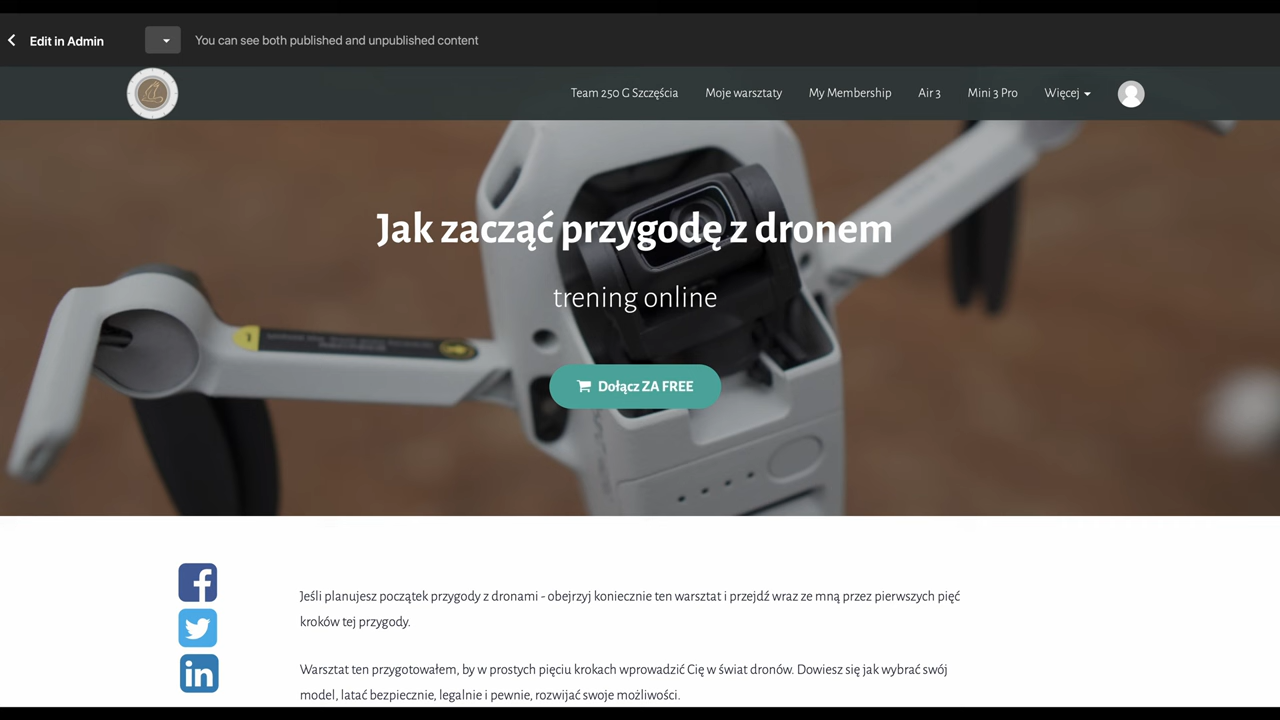 Edit in Admin
You can see both published and unpublished content
Team 250 G Szczęścia
Moje warsztaty
My Membership
Air 3
Mini 3 Pro
Więcej
Jak zacząć przygodę z dronem
trening online
Dołącz ZA FREE
Jeśli planujesz początek przygody z dronami - obejrzyj koniecznie ten warsztat i przejdź wraz ze mną przez pierwszych pięć
kroków tej przygody.
Warsztat ten przygotowałem, by w prostych pięciu krokach wprowadzić Cię w świat dronów. Dowiesz się jak wybrać swój
model, latać bezpiecznie, legalnie i pewnie, rozwijać swoje możliwości.